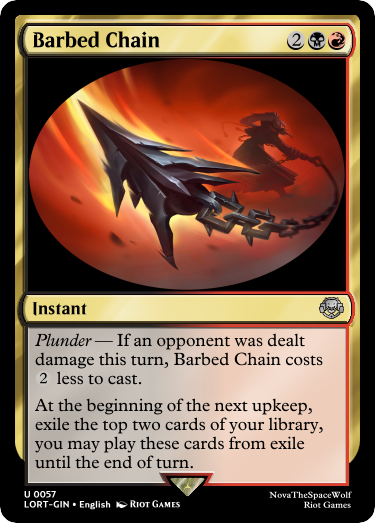 Barbed Chain 2
Instant
Plunder — If an opponent was dealt
damage this turn, Barbed Chain costs
2 less to cast.
At the beginning of the next upkeep,
exile the top two cards of your library,
you may play these cards from exile
until the end of turn.
U 0057
LORT-GIN • English RIOT GAMES
NovaTheSpaceWolf
Riot Games